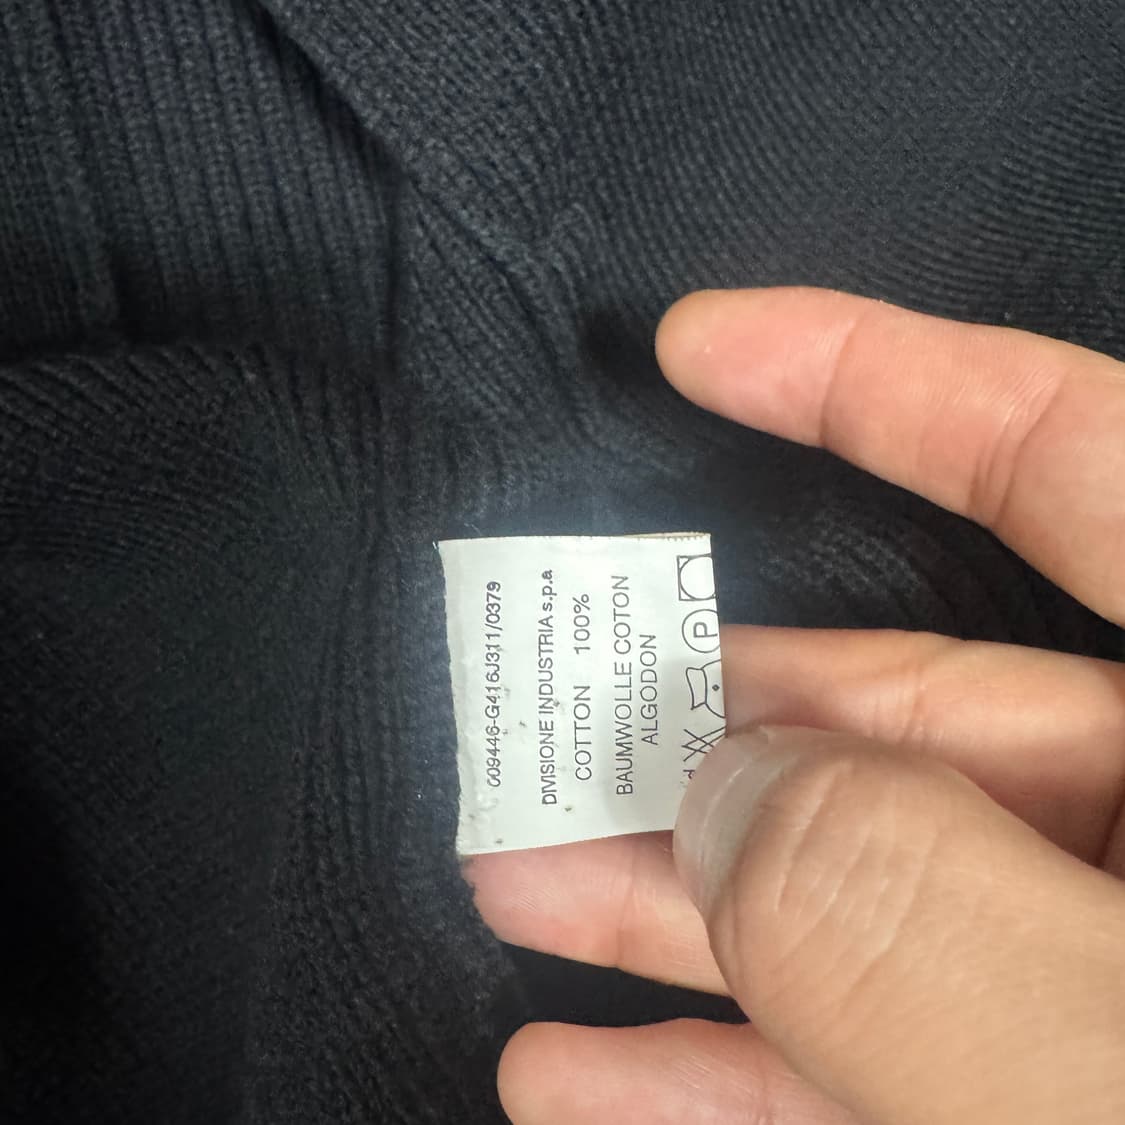 009446-G416J311/0379
DIVISIONE INDUSTRIA s.p.a
COTTON 100%
BAUMWOLLE COTON
ALGODON
P